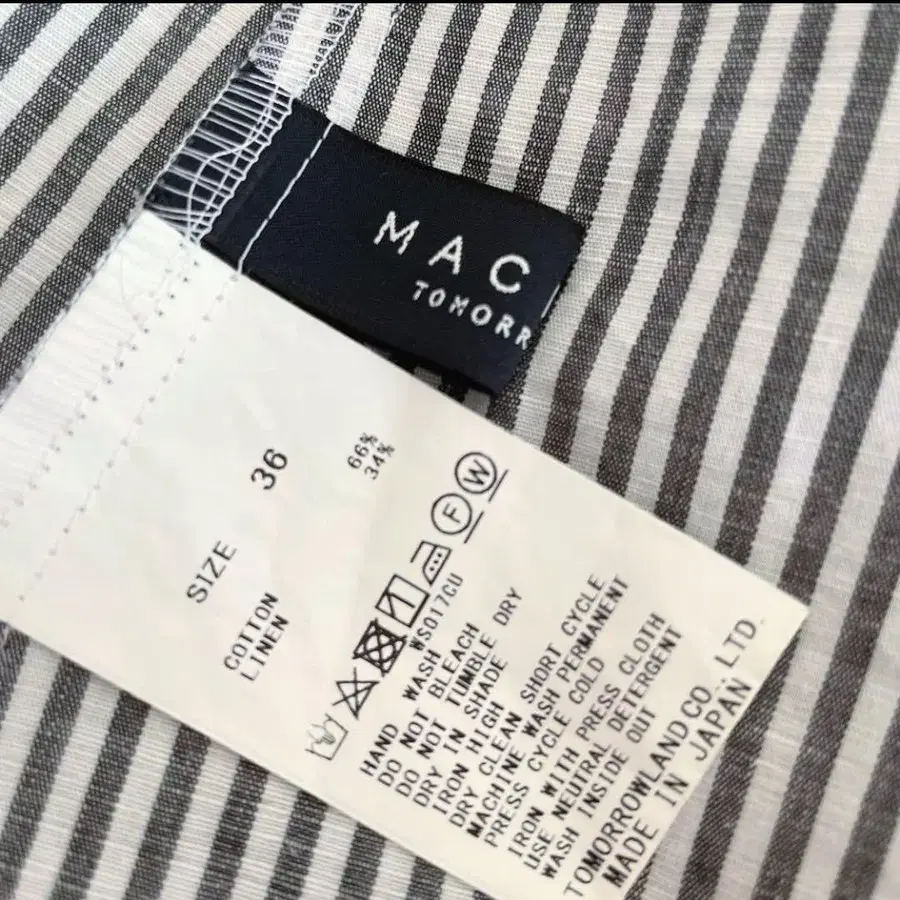 MAC
TOMORR
SIZE 36
COTTON 66%
LINEN 34%
W
F
WS017GU
HAND WASH
DO NOT BLEACH
DO NOT TUMBLE DRY
DRY IN SHADE
IRON HIGH
DRY CLEAN SHORT CYCLE
MACHINE WASH PERMANENT
PRESS CYCLE COLD
IRON WITH PRESS CLOTH
USE NEUTRAL DETERGENT
WASH INSIDE OUT
TOMORROWLAND CO., LTD.
MADE IN JAPAN